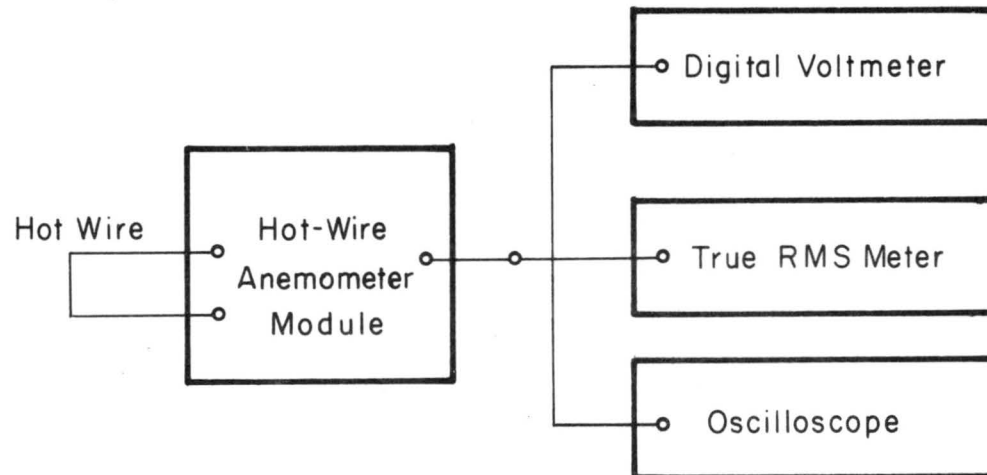 Digital Voltmeter
Hot Wire
Hot-Wire
Anemometer
Module
True RMS Meter
Oscilloscope